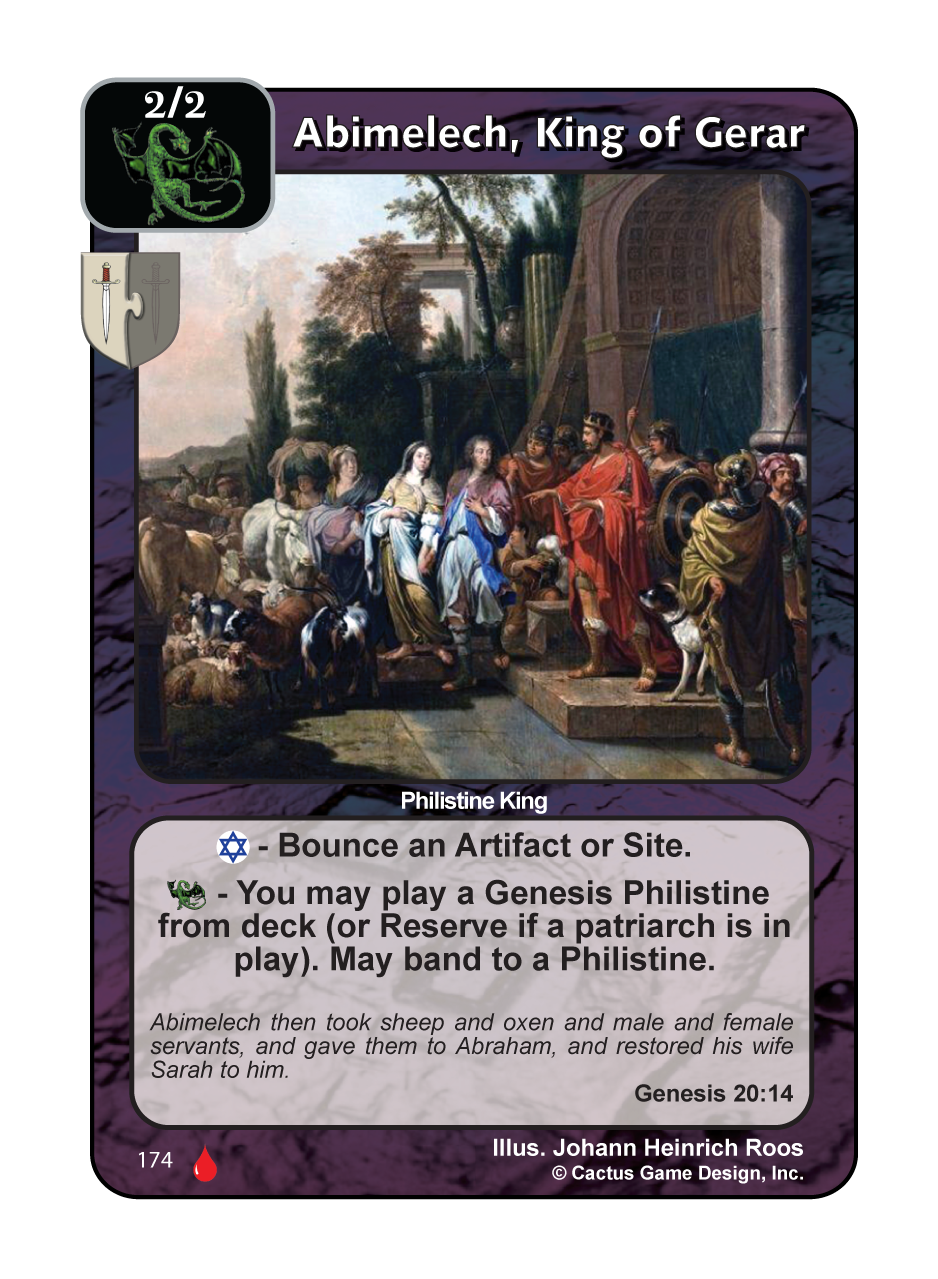 2/2
Abimelech, King of Gerar
Philistine King
- Bounce an Artifact or Site.
- You may play a Genesis Philistine
from deck (or Reserve if a patriarch is in
play). May band to a Philistine.
Abimelech then took sheep and oxen and male and female
servants, and gave them to Abraham, and restored his wife
Sarah to him.
Genesis 20:14
174
Illus. Johann Heinrich Roos
© Cactus Game Design, Inc.